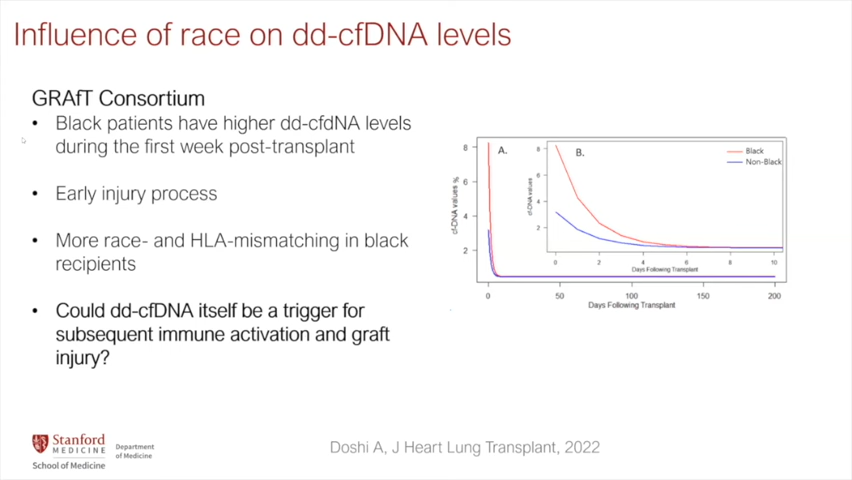 Influence of race on dd-cfDNA levels
GRAfT Consortium
• Black patients have higher dd-cfdNA levels
during the first week post-transplant
• Early injury process
• More race- and HLA-mismatching in black
recipients
• Could dd-cfDNA itself be a trigger for
subsequent immune activation and graft
injury?
A.
8
6
4
2
cf-DNA values %
0 50 100 150 200
Days Following Transplant
B.
8
6
4
2
cf-DNA values
0 2 4 6 8 10
Days Following Transplant
Black
Non-Black
Stanford
MEDICINE
School of Medicine
Department
of Medicine
Doshi A, J Heart Lung Transplant, 2022